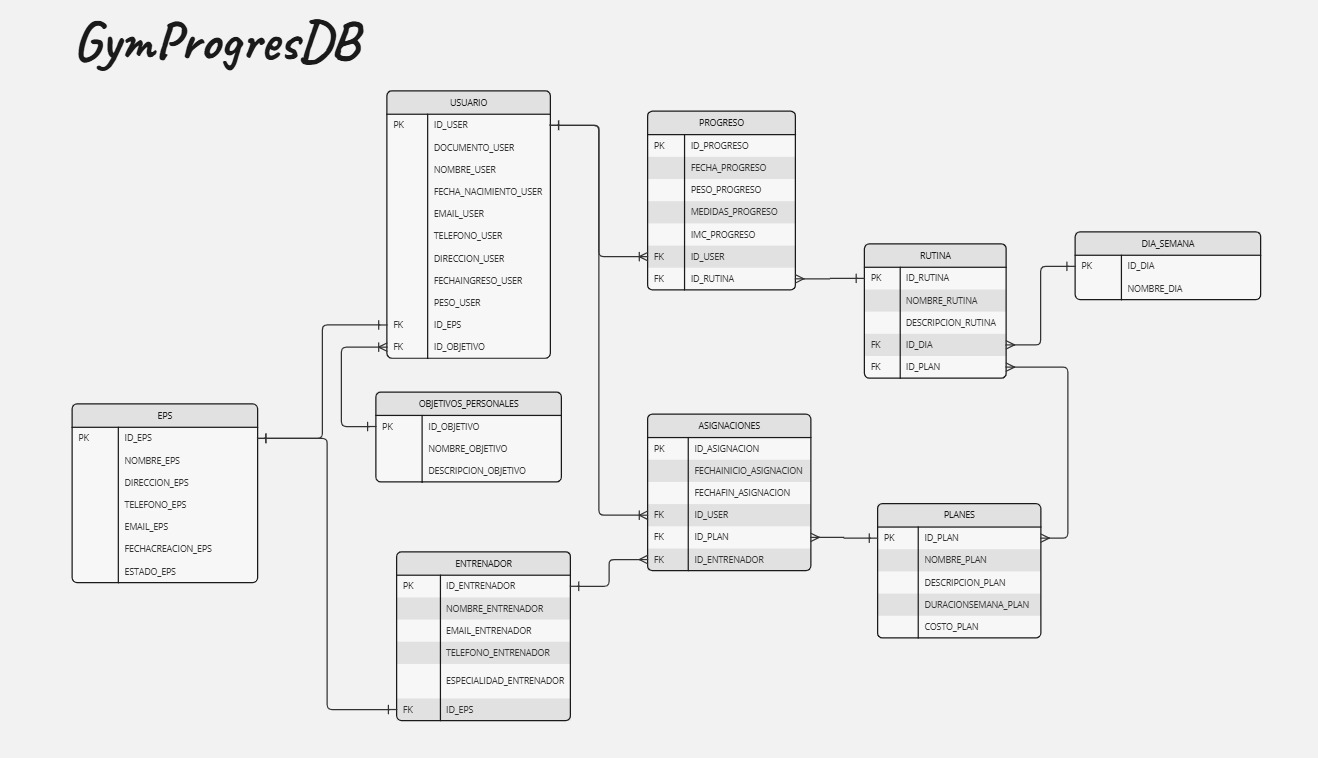 GymProgresDB
USUARIO
PK ID_USER
DOCUMENTO_USER
NOMBRE_USER
FECHA_NACIMIENTO_USER
EMAIL_USER
TELEFONO_USER
DIRECCION_USER
FECHAINGRESO_USER
PESO_USER
FK ID_EPS
FK ID_OBJETIVO
PROGRESO
PK ID_PROGRESO
FECHA_PROGRESO
PESO_PROGRESO
MEDIDAS_PROGRESO
IMC_PROGRESO
FK ID_USER
FK ID_RUTINA
RUTINA
PK ID_RUTINA
NOMBRE_RUTINA
DESCRIPCION_RUTINA
FK ID_DIA
FK ID_PLAN
DIA_SEMANA
PK ID_DIA
NOMBRE_DIA
EPS
PK ID_EPS
NOMBRE_EPS
DIRECCION_EPS
TELEFONO_EPS
EMAIL_EPS
FECHACREACION_EPS
ESTADO_EPS
OBJETIVOS_PERSONALES
PK ID_OBJETIVO
NOMBRE_OBJETIVO
DESCRIPCION_OBJETIVO
ASIGNACIONES
PK ID_ASIGNACION
FECHAINICIO_ASIGNACION
FECHAFIN_ASIGNACION
FK ID_USER
FK ID_PLAN
FK ID_ENTRENADOR
PLANES
PK ID_PLAN
NOMBRE_PLAN
DESCRIPCION_PLAN
DURACIONSEMANA_PLAN
COSTO_PLAN
ENTRENADOR
PK ID_ENTRENADOR
NOMBRE_ENTRENADOR
EMAIL_ENTRENADOR
TELEFONO_ENTRENADOR
ESPECIALIDAD_ENTRENADOR
FK ID_EPS